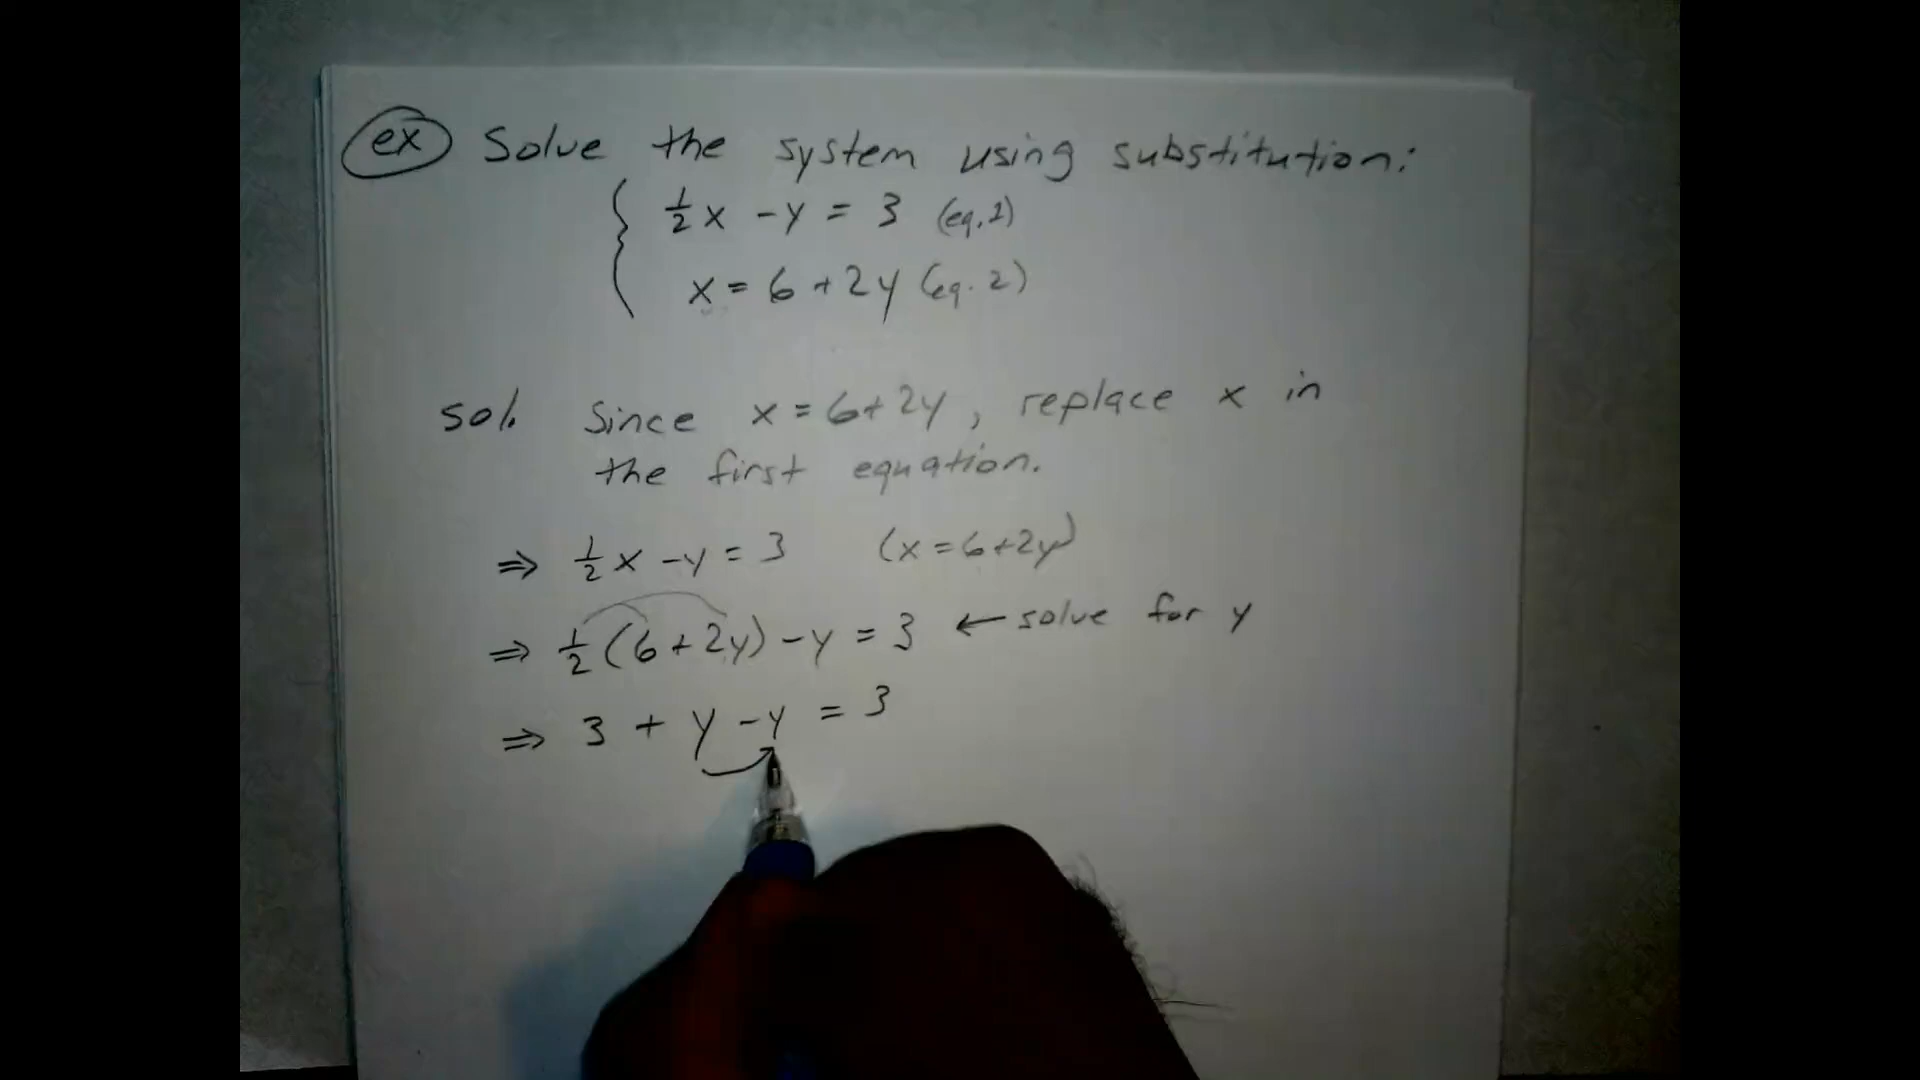 ex Solve the system using substitution:
½x - y = 3 (eq. 1)
x = 6 + 2y (eq. 2)
sol. Since x = 6 + 2y, replace x in
the first equation.
⇒ ½x - y = 3 (x = 6 + 2y)
⇒ ½(6 + 2y) - y = 3 ← solve for y
⇒ 3 + y - y = 3